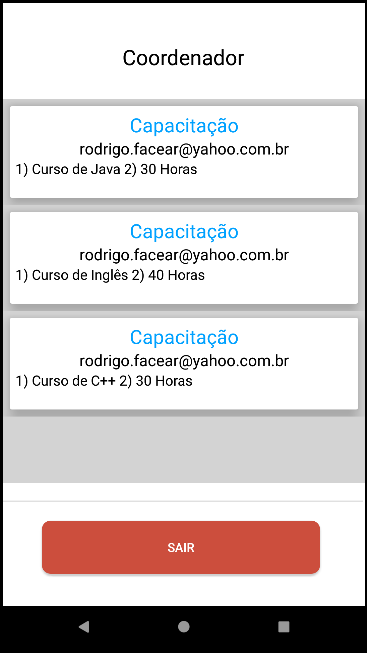 Coordenador
Capacitação
rodrigo.facear@yahoo.com.br
1) Curso de Java 2) 30 Horas
Capacitação
rodrigo.facear@yahoo.com.br
1) Curso de Inglês 2) 40 Horas
Capacitação
rodrigo.facear@yahoo.com.br
1) Curso de C++ 2) 30 Horas
SAIR